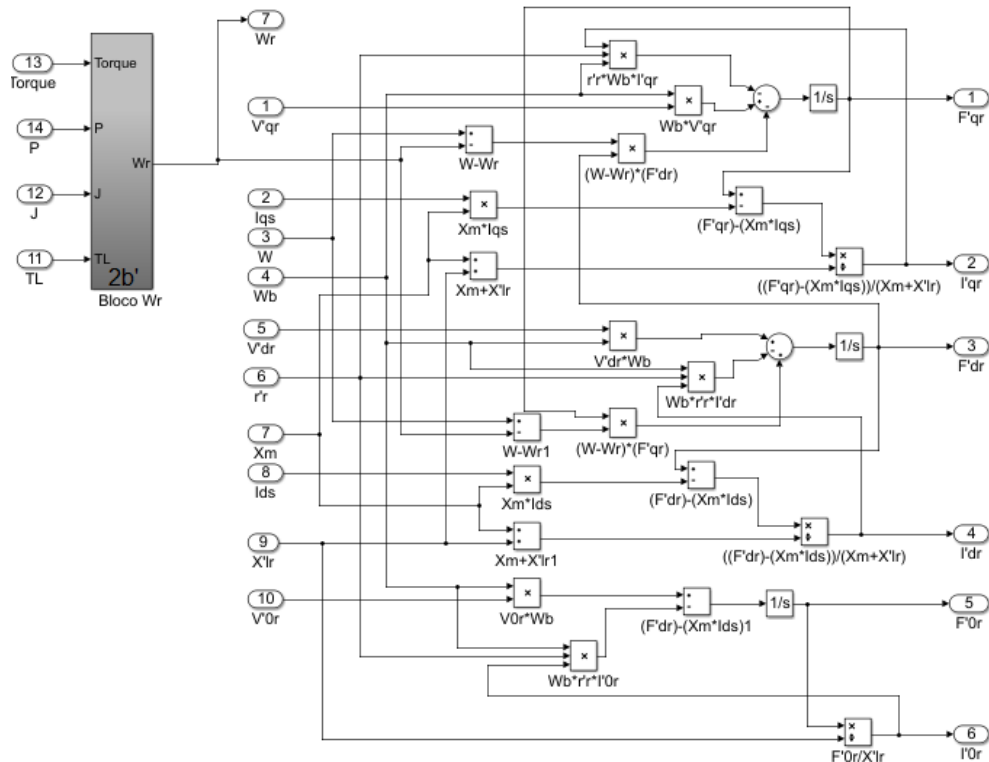 7
Wr
13
Torque
Torque
14
P
P
12
J
J
11
TL
TL
Wr
2b'
Bloco Wr
1
V'qr
2
Iqs
3
W
4
Wb
5
V'dr
6
r'r
7
Xm
8
Ids
9
X'lr
10
V'0r
r'r*Wb*I'qr
Wb*V'qr
1/s
1
F'qr
W-Wr
(W-Wr)*(F'dr)
Xm*Iqs
(F'qr)-(Xm*Iqs)
Xm+X'lr
((F'qr)-(Xm*Iqs))/(Xm+X'lr)
2
I'qr
V'dr*Wb
1/s
3
F'dr
Wb*r'r*I'dr
W-Wr1
(W-Wr)*(F'qr)
Xm*Ids
(F'dr)-(Xm*Ids)
Xm+X'lr1
((F'dr)-(Xm*Ids))/(Xm+X'lr)
4
I'dr
V0r*Wb
(F'dr)-(Xm*Ids)1
1/s
5
F'0r
Wb*r'r*I'0r
F'0r/X'lr
6
I'0r